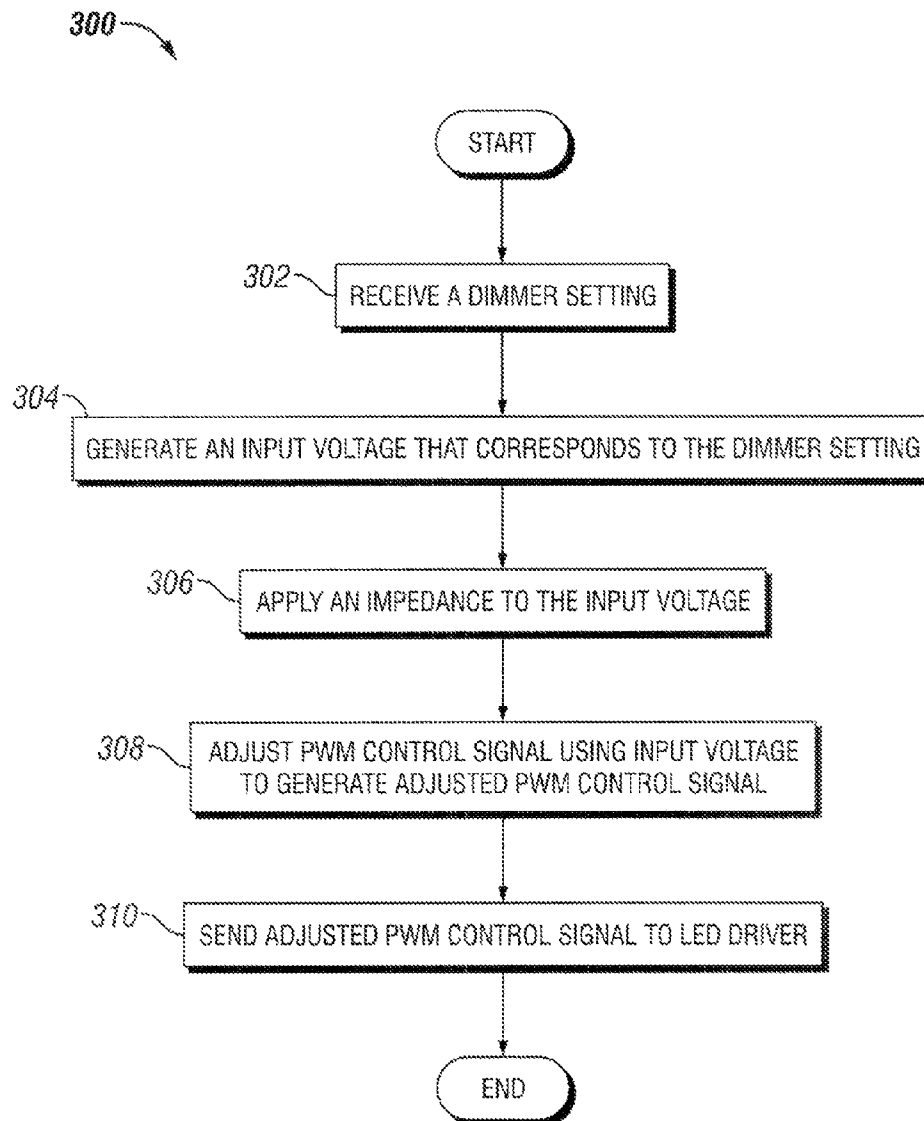 300
START
302
RECEIVE A DIMMER SETTING
304
GENERATE AN INPUT VOLTAGE THAT CORRESPONDS TO THE DIMMER SETTING
306
APPLY AN IMPEDANCE TO THE INPUT VOLTAGE
308
ADJUST PWM CONTROL SIGNAL USING INPUT VOLTAGE
TO GENERATE ADJUSTED PWM CONTROL SIGNAL
310
SEND ADJUSTED PWM CONTROL SIGNAL TO LED DRIVER
END